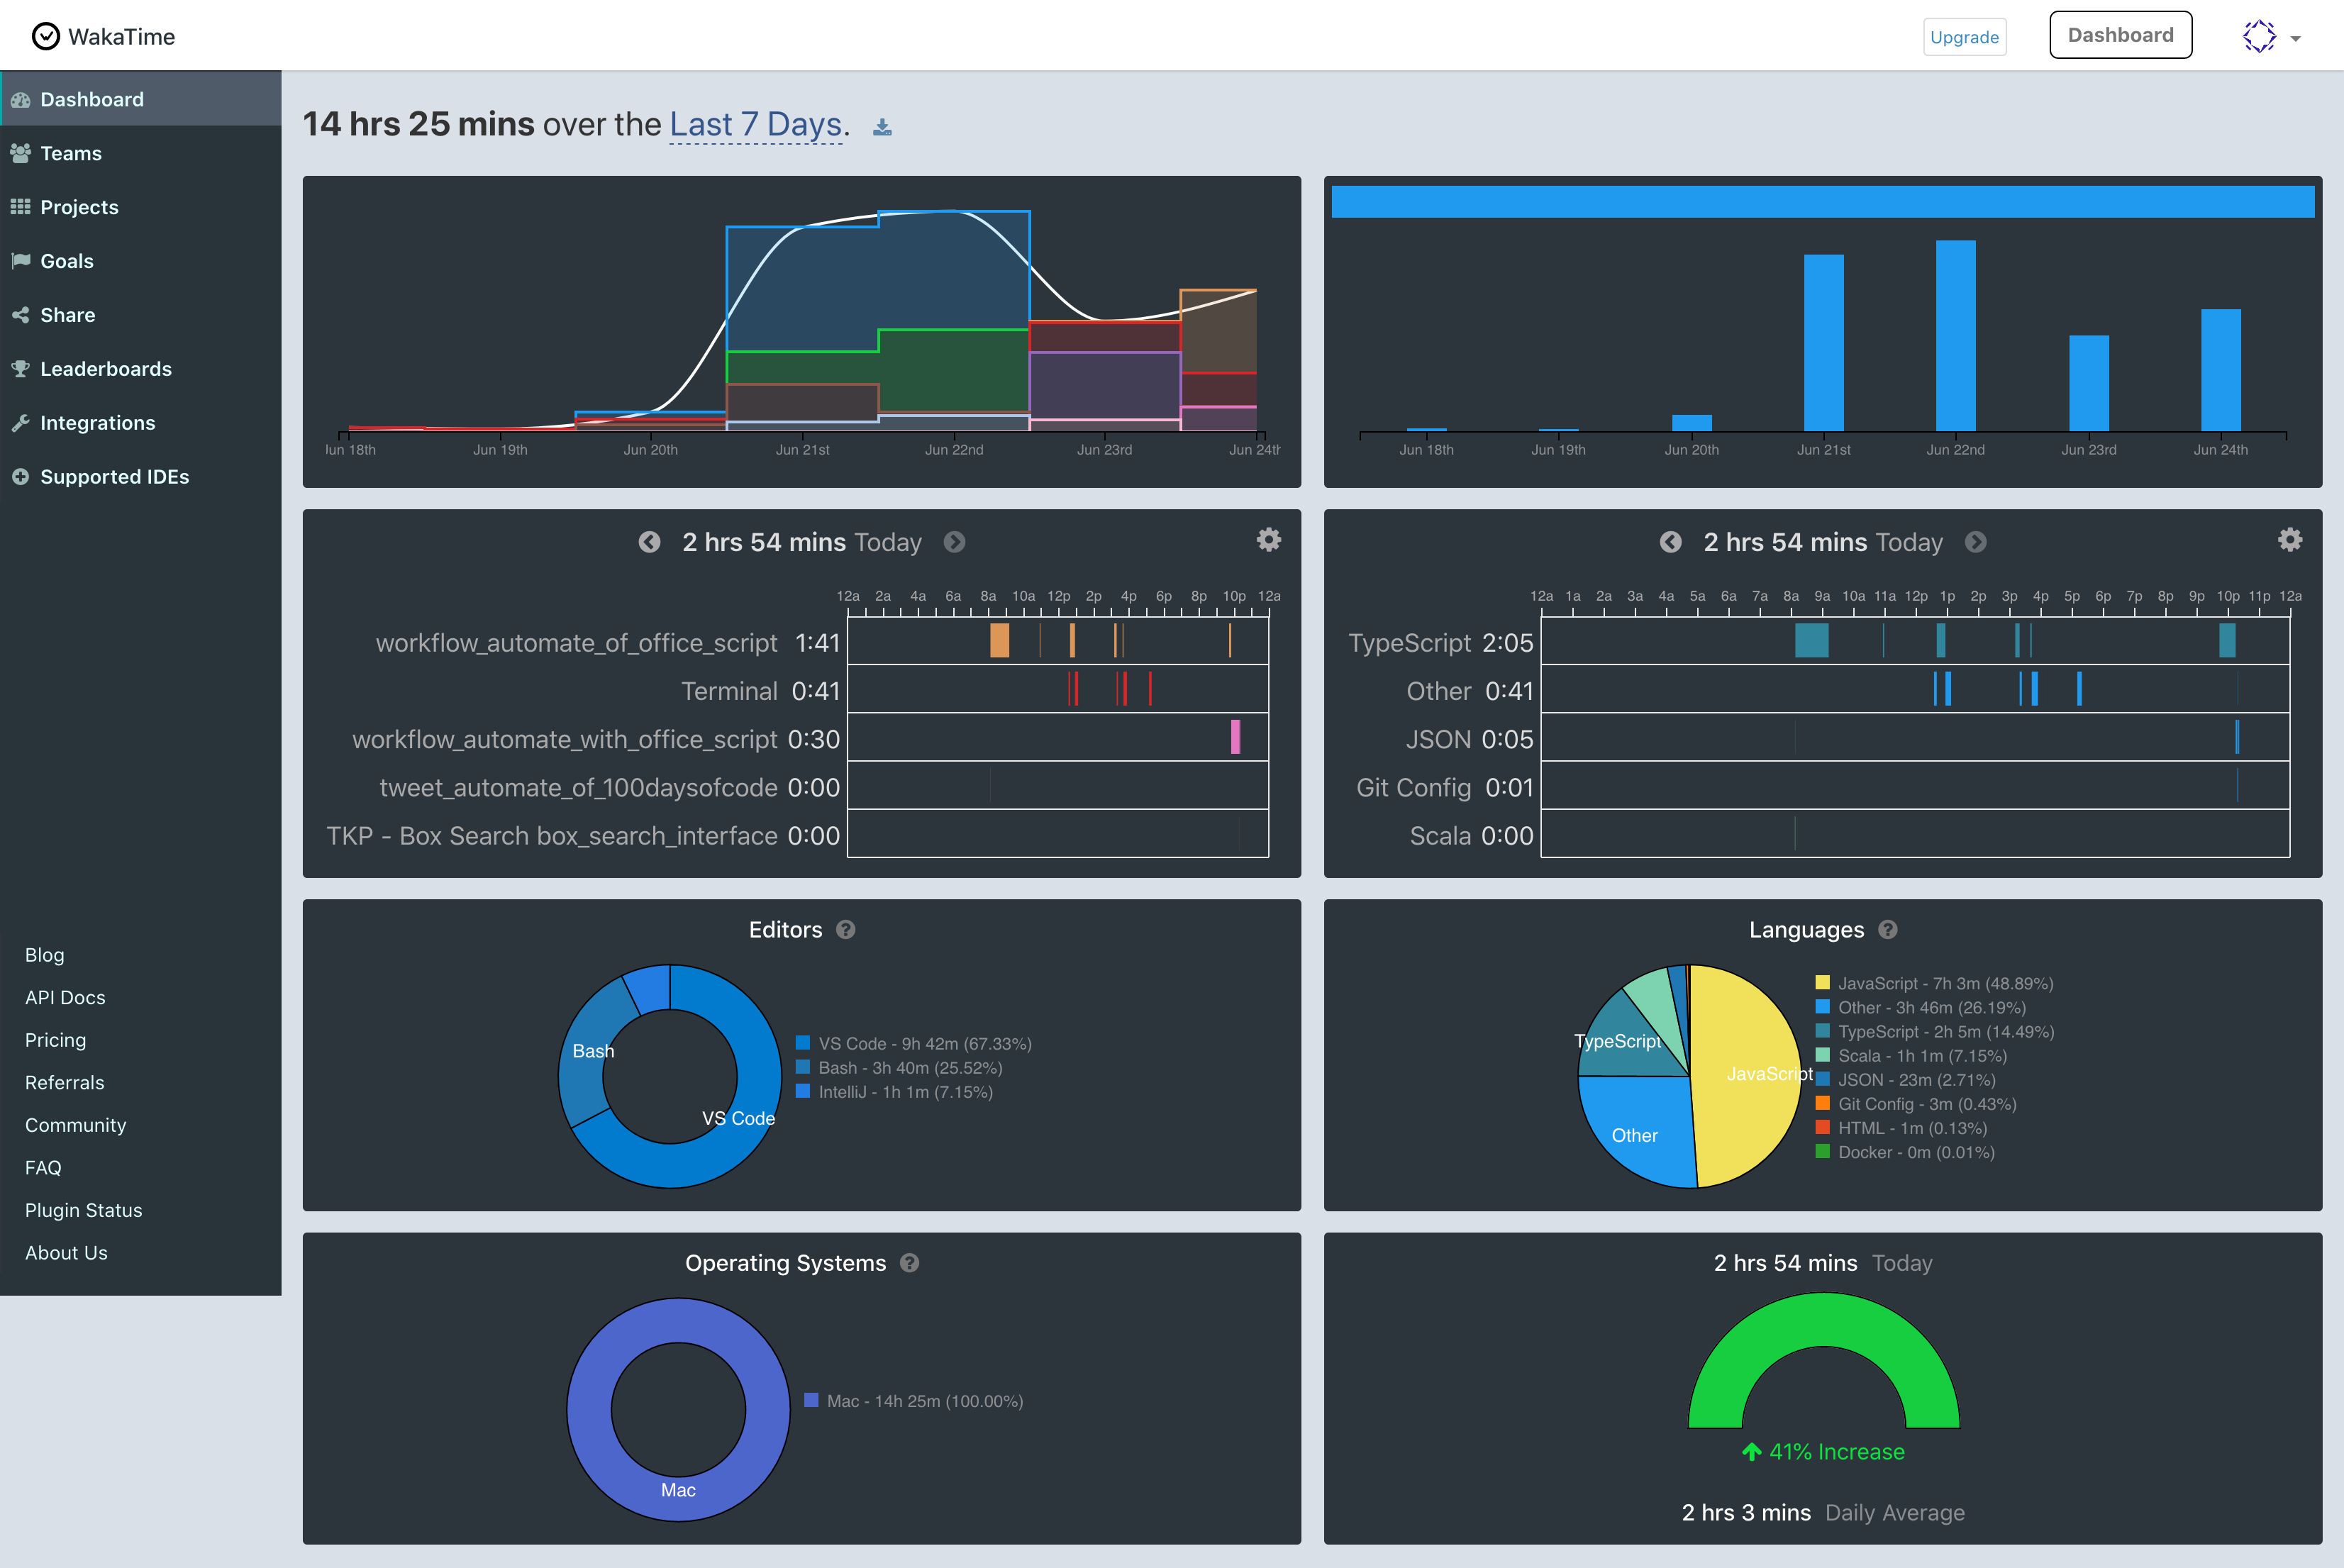 WakaTime
Upgrade
Dashboard
Dashboard
Teams
Projects
Goals
Share
Leaderboards
Integrations
Supported IDEs
Blog
API Docs
Pricing
Referrals
Community
FAQ
Plugin Status
About Us
14 hrs 25 mins over the Last 7 Days.
Jun 18th Jun 19th Jun 20th Jun 21st Jun 22nd Jun 23rd Jun 24th
Jun 18th Jun 19th Jun 20th Jun 21st Jun 22nd Jun 23rd Jun 24th
2 hrs 54 mins Today
12a 2a 4a 6a 8a 10a 12p 2p 4p 6p 8p 10p 12a
workflow_automate_of_office_script 1:41
Terminal 0:41
workflow_automate_with_office_script 0:30
tweet_automate_of_100daysofcode 0:00
TKP - Box Search box_search_interface 0:00
2 hrs 54 mins Today
12a 1a 2a 3a 4a 5a 6a 7a 8a 9a 10a 11a 12p 1p 2p 3p 4p 5p 6p 7p 8p 9p 10p 11p 12a
TypeScript 2:05
Other 0:41
JSON 0:05
Git Config 0:01
Scala 0:00
Editors ?
Bash
VS Code
VS Code - 9h 42m (67.33%)
Bash - 3h 40m (25.52%)
IntelliJ - 1h 1m (7.15%)
Languages ?
TypeScript
JavaScript
Other
JavaScript - 7h 3m (48.89%)
Other - 3h 46m (26.19%)
TypeScript - 2h 5m (14.49%)
Scala - 1h 1m (7.15%)
JSON - 23m (2.71%)
Git Config - 3m (0.43%)
HTML - 1m (0.13%)
Docker - 0m (0.01%)
Operating Systems ?
Mac
Mac - 14h 25m (100.00%)
2 hrs 54 mins Today
41% Increase
2 hrs 3 mins Daily Average